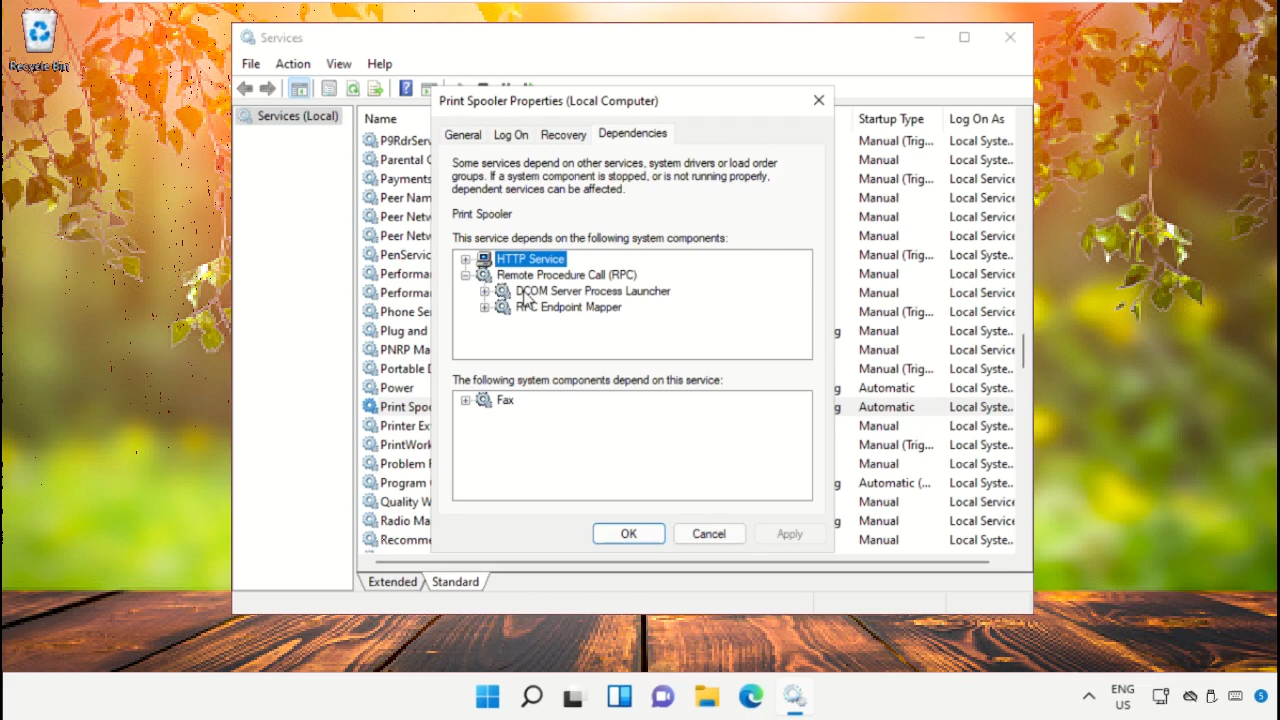 Recycle Bin
Services
File Action View Help
Print Spooler Properties (Local Computer)
Services (Local)
Name
Startup Type
Log On As
General
Log On
Recovery
Dependencies
Some services depend on other services, system drivers or load order
groups. If a system component is stopped, or is not running properly,
dependent services can be affected.
Print Spooler
This service depends on the following system components:
HTTP Service
Remote Procedure Call (RPC)
DCOM Server Process Launcher
RPC Endpoint Mapper
The following system components depend on this service:
Fax
OK
Cancel
Apply
P9RdrServ Manual (Trig... Local Syste..
Parental C Manual Local Syste..
Payments Manual (Trig... Local Service
Peer Nam Manual Local Service
Peer Netw Manual Local Service
Peer Netw Manual Local Service
PenService Manual (Trig... Local Syste..
Performa Manual Local Service
Performa Manual Local Service
Phone Ser Manual (Trig... Local Service
Plug and g Manual Local Syste..
PNRP Ma Manual Local Service
Portable D Manual (Trig... Local Syste..
Power g Automatic Local Syste..
Print Spoo g Automatic Local Syste..
Printer Ex Manual Local Syste..
PrintWork Manual (Trig... Local Syste..
Problem R Manual Local Syste..
Program g Automatic (... Local Syste..
Quality W Manual Local Service
Radio Ma g Manual Local Service
Recomme Manual Local Syste..
Extended
Standard
ENG
US
5